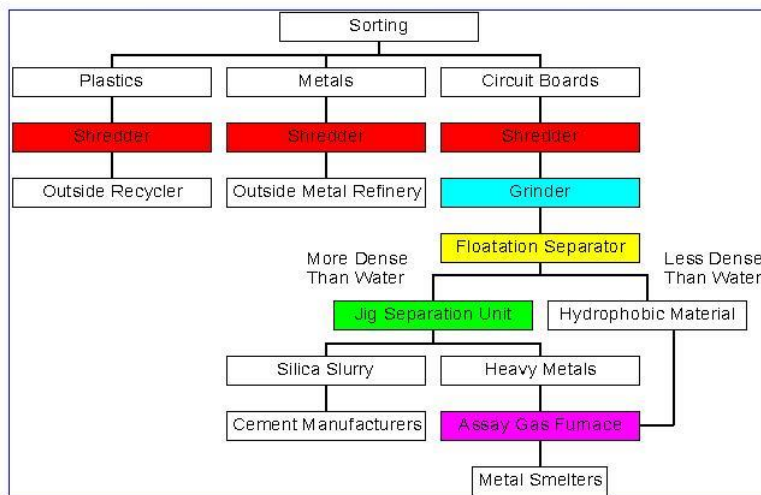 Sorting
Plastics
Metals
Circuit Boards
Shredder
Shredder
Shredder
Outside Recycler
Outside Metal Refinery
Grinder
Floatation Separator
More Dense
Than Water
Less Dense
Than Water
Jig Separation Unit
Hydrophobic Material
Silica Slurry
Heavy Metals
Cement Manufacturers
Assay Gas Furnace
Metal Smelters